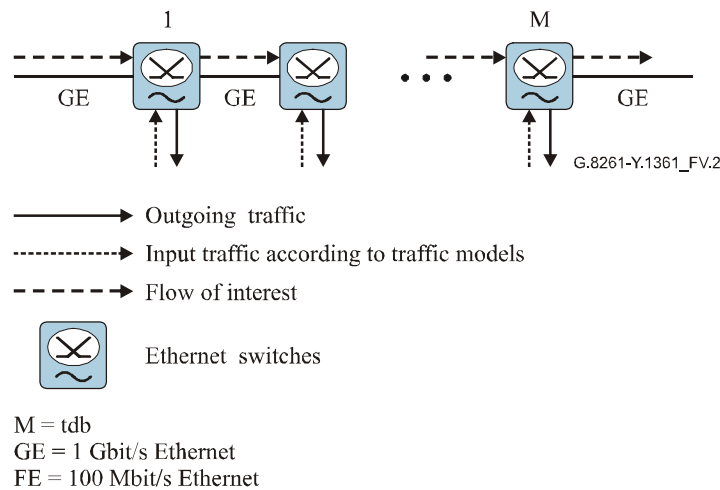 1 M
GE GE GE
G.8261-Y.1361_FV.2
Outgoing traffic
Input traffic according to traffic models
Flow of interest
Ethernet switches
M = tdb
GE = 1 Gbit/s Ethernet
FE = 100 Mbit/s Ethernet